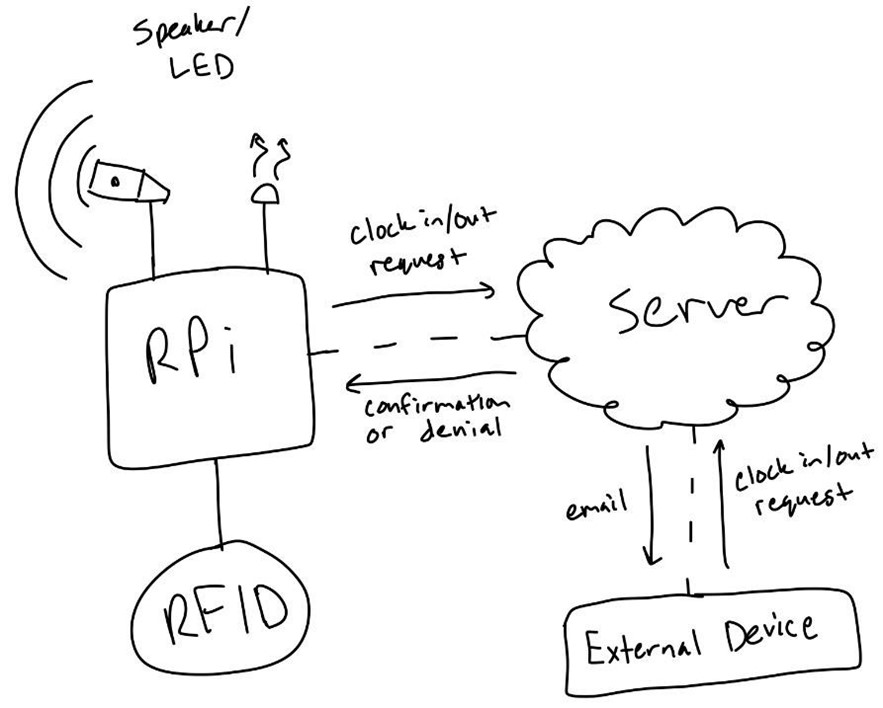 Speaker/
LED
clock in/out
request
RPi
Server
confirmation
or denial
email
clock in/out
request
RFID
External Device